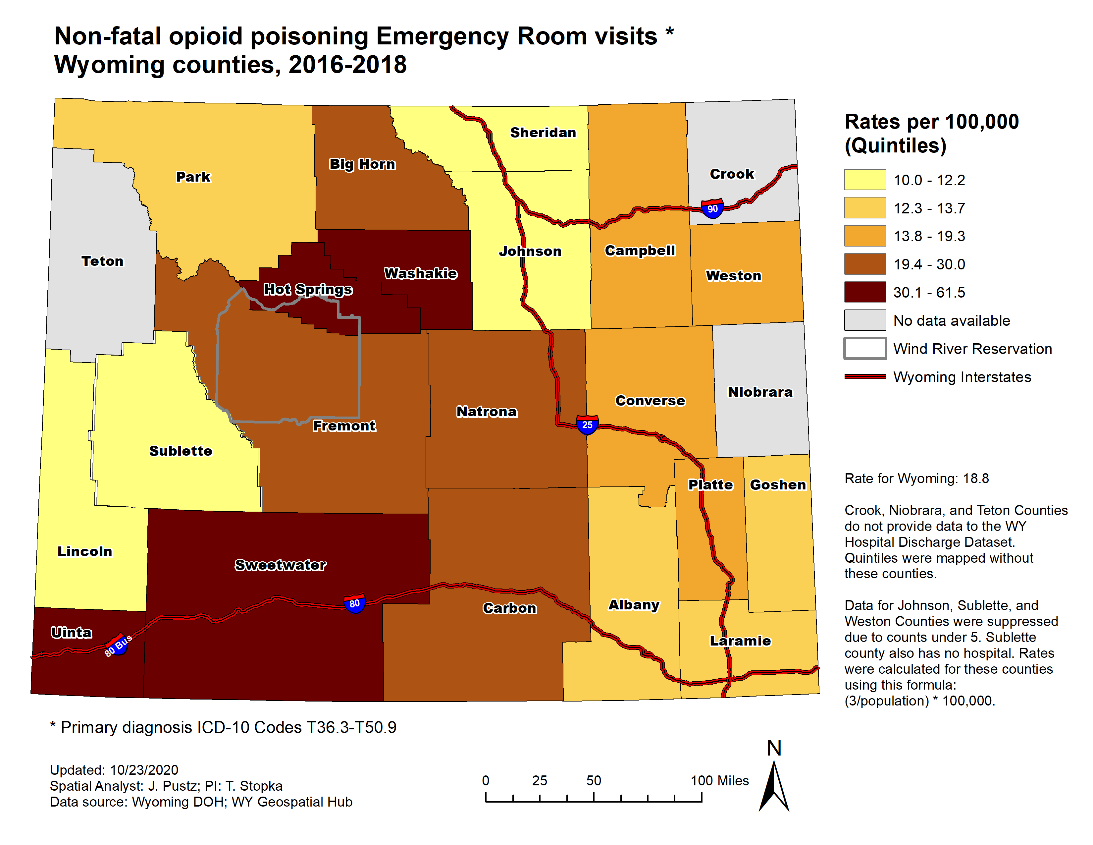 Non-fatal opioid poisoning Emergency Room visits *
Wyoming counties, 2016-2018
Sheridan
Big Horn
Crook
Park
90
Teton
Johnson
Campbell
Washakie
Weston
Hot Springs
Niobrara
Converse
Natrona
25
Fremont
Sublette
Platte
Goshen
Lincoln
Sweetwater
80
Carbon
Albany
Uinta
80 Bus
Laramie
Rates per 100,000
(Quintiles)
10.0 - 12.2
12.3 - 13.7
13.8 - 19.3
19.4 - 30.0
30.1 - 61.5
No data available
Wind River Reservation
Wyoming Interstates
Rate for Wyoming: 18.8
Crook, Niobrara, and Teton Counties
do not provide data to the WY
Hospital Discharge Dataset.
Quintiles were mapped without
these counties.
Data for Johnson, Sublette, and
Weston Counties were suppressed
due to counts under 5. Sublette
county also has no hospital. Rates
were calculated for these counties
using this formula:
(3/population) * 100,000.
* Primary diagnosis ICD-10 Codes T36.3-T50.9
Updated: 10/23/2020
Spatial Analyst: J. Pustz; PI: T. Stopka
Data source: Wyoming DOH; WY Geospatial Hub
0 25 50 100 Miles
N